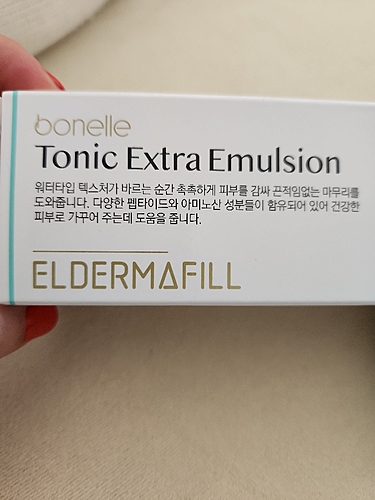 bonelle
Tonic Extra Emulsion
워터타입 텍스처가 바르는 순간 촉촉하게 피부를 감싸 끈적임없는 마무리를
도와줍니다. 다양한 펩타이드와 아미노산 성분들이 함유되어 있어 건강한
피부로 가꾸어 주는데 도움을 줍니다.
ELDERMAFILL